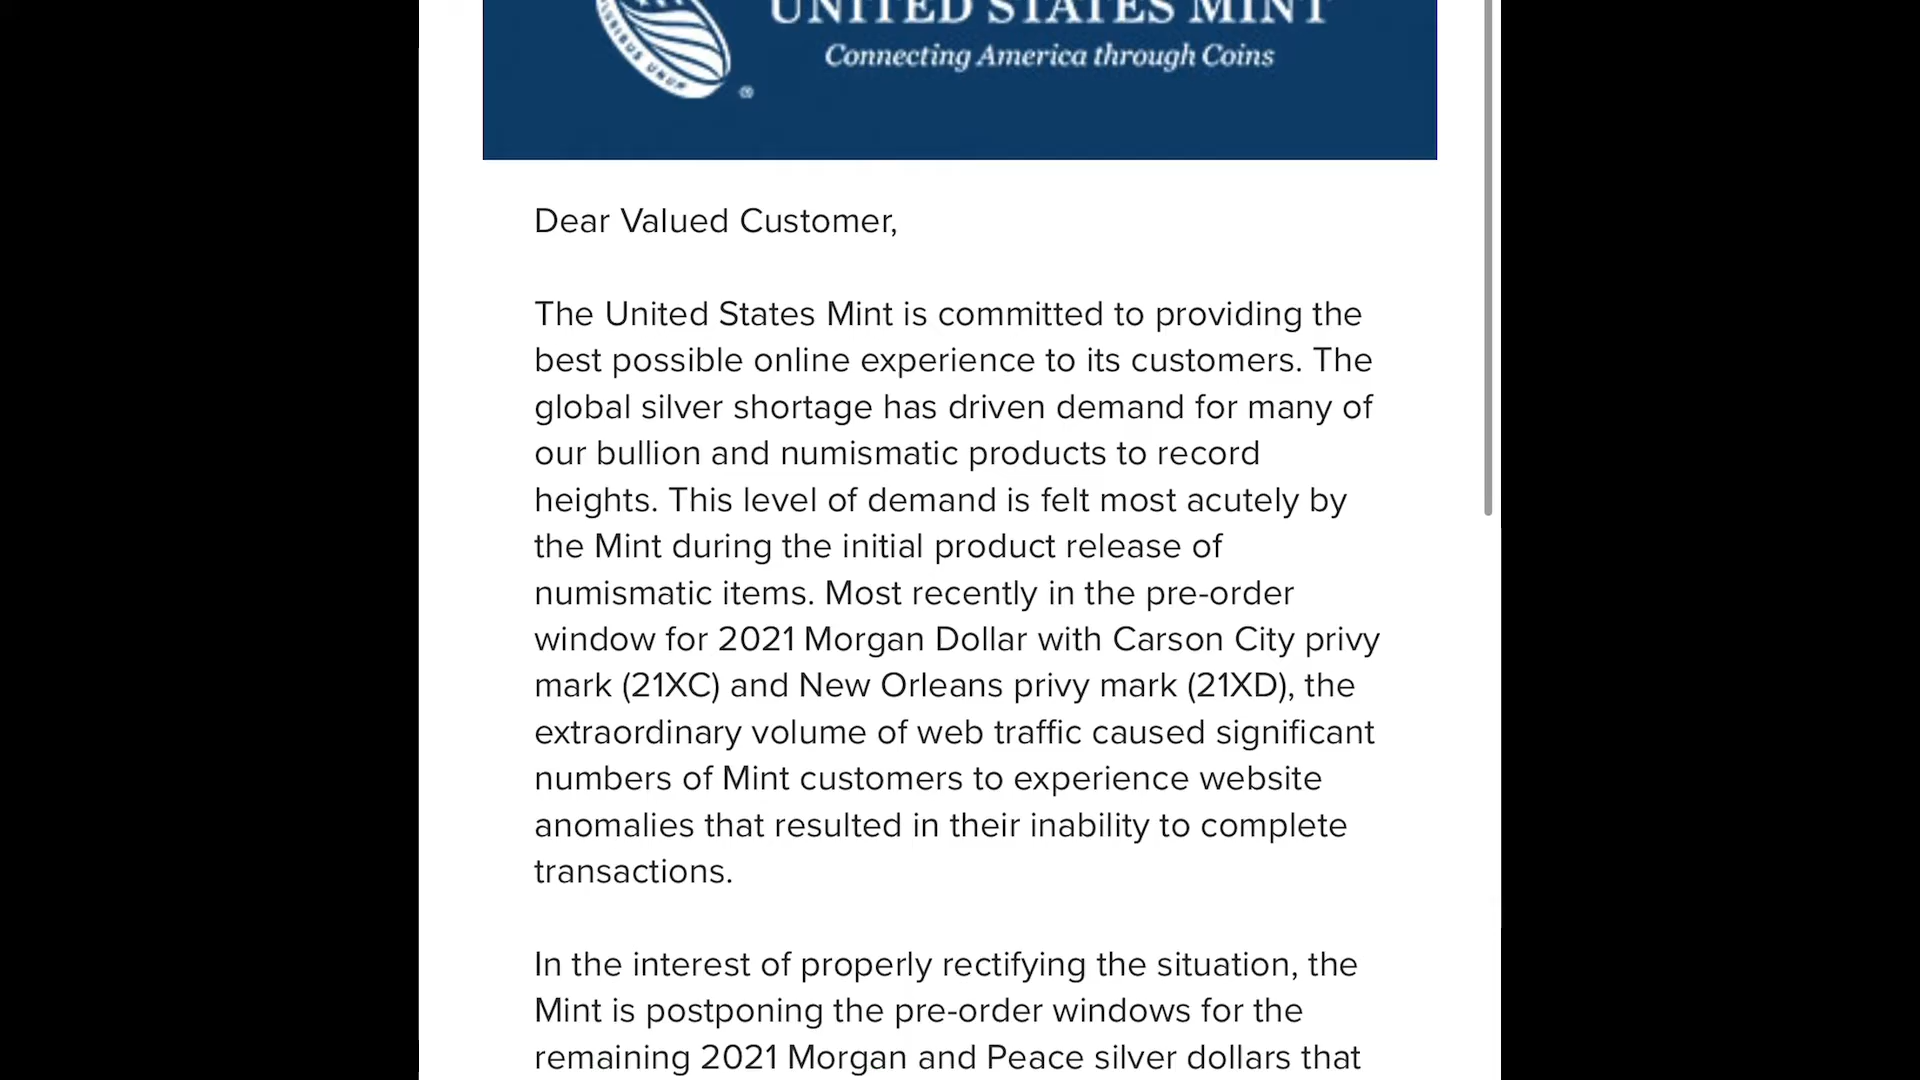 UNITED STATES MINT
Connecting America through Coins
UNIBUS UNUM
®
Dear Valued Customer,
The United States Mint is committed to providing the
best possible online experience to its customers. The
global silver shortage has driven demand for many of
our bullion and numismatic products to record
heights. This level of demand is felt most acutely by
the Mint during the initial product release of
numismatic items. Most recently in the pre-order
window for 2021 Morgan Dollar with Carson City privy
mark (21XC) and New Orleans privy mark (21XD), the
extraordinary volume of web traffic caused significant
numbers of Mint customers to experience website
anomalies that resulted in their inability to complete
transactions.
In the interest of properly rectifying the situation, the
Mint is postponing the pre-order windows for the
remaining 2021 Morgan and Peace silver dollars that